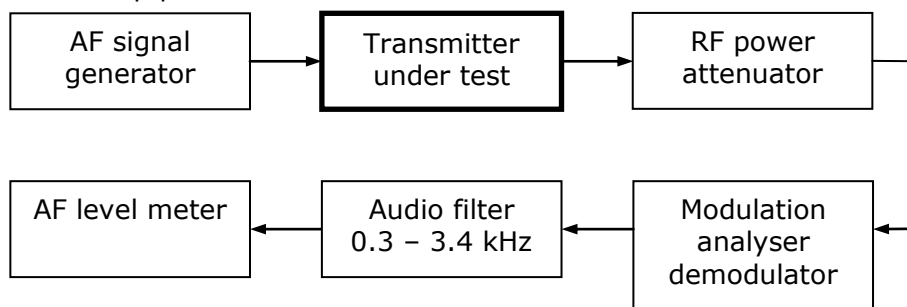 AF signal
generator
Transmitter
under test
RF power
attenuator
AF level meter
Audio filter
0.3 – 3.4 kHz
Modulation
analyser
demodulator